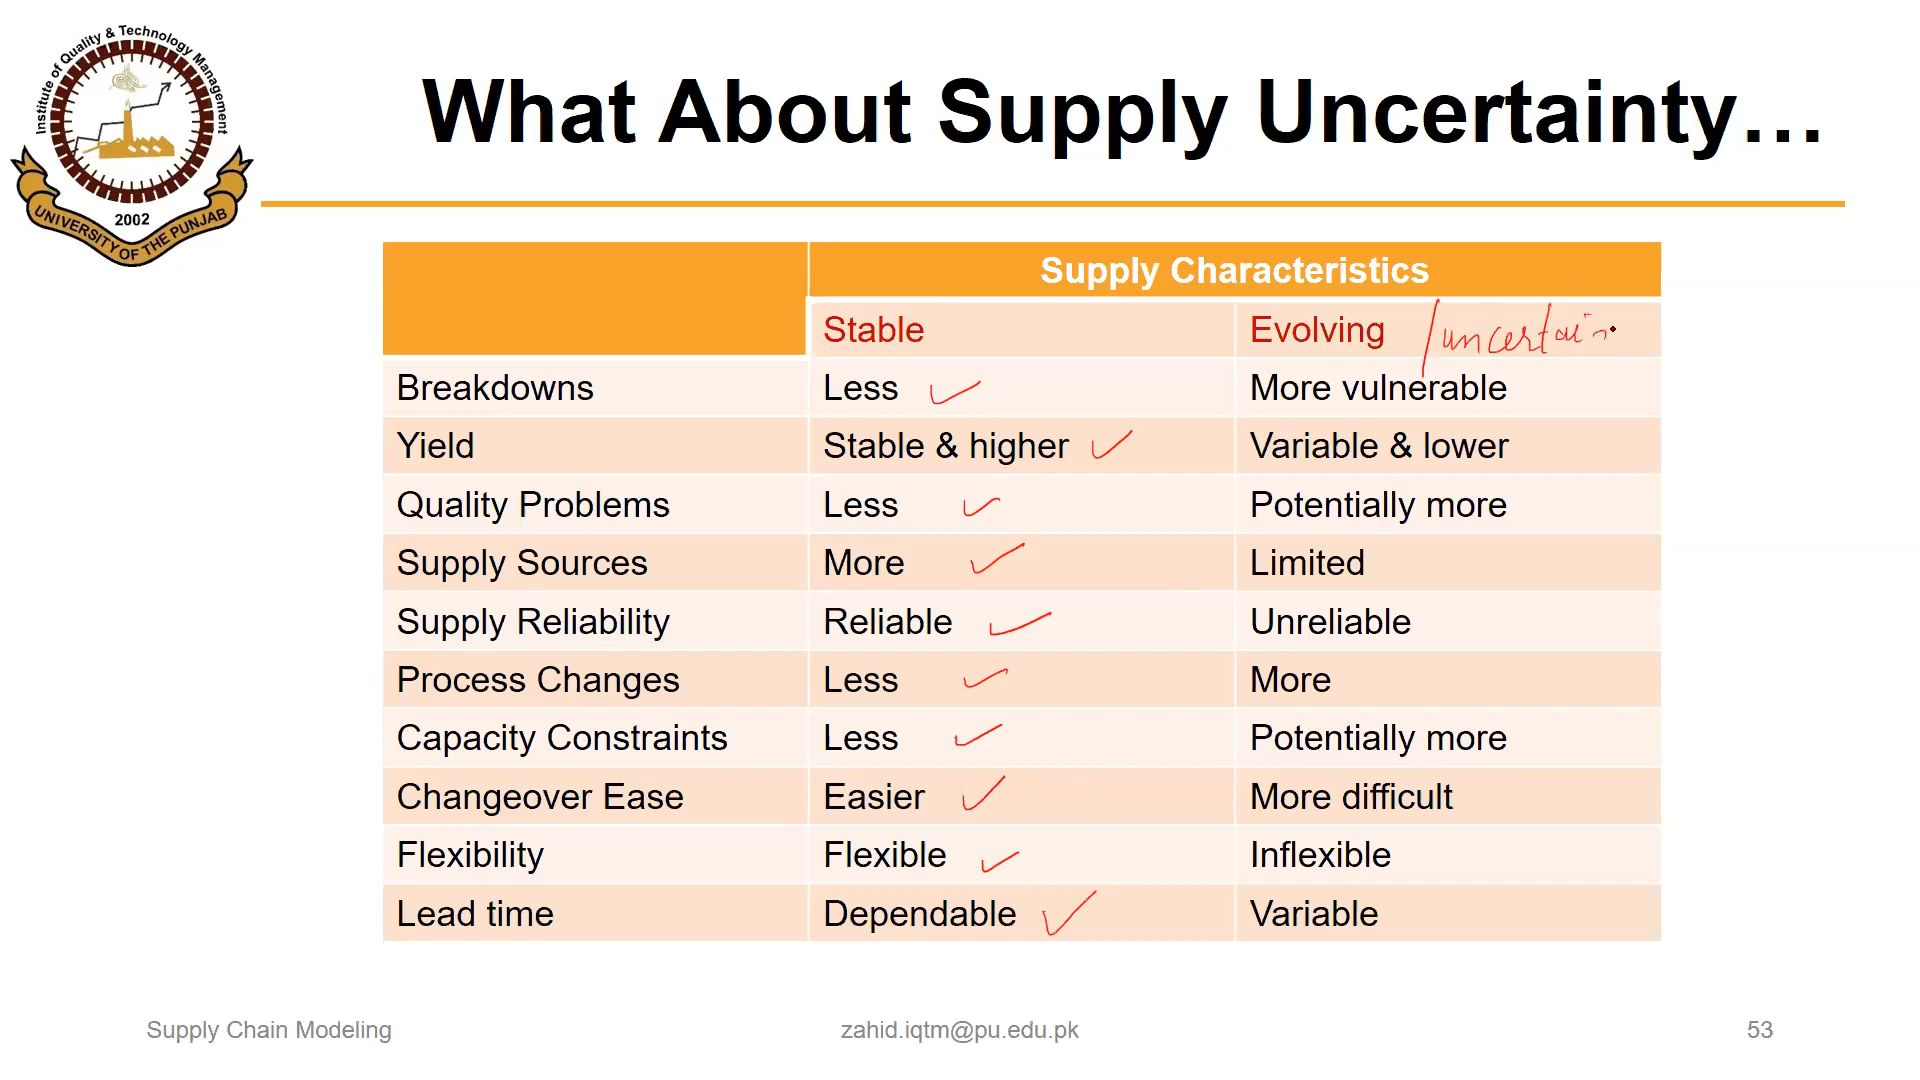 Institute of Quality & Technology Management
2002
UNIVERSITY OF THE PUNJAB
What About Supply Uncertainty...
Supply Characteristics
Stable Evolving /uncertain
Breakdowns Less More vulnerable
Yield Stable & higher Variable & lower
Quality Problems Less Potentially more
Supply Sources More Limited
Supply Reliability Reliable Unreliable
Process Changes Less More
Capacity Constraints Less Potentially more
Changeover Ease Easier More difficult
Flexibility Flexible Inflexible
Lead time Dependable Variable
Supply Chain Modeling zahid.iqtm@pu.edu.pk 53